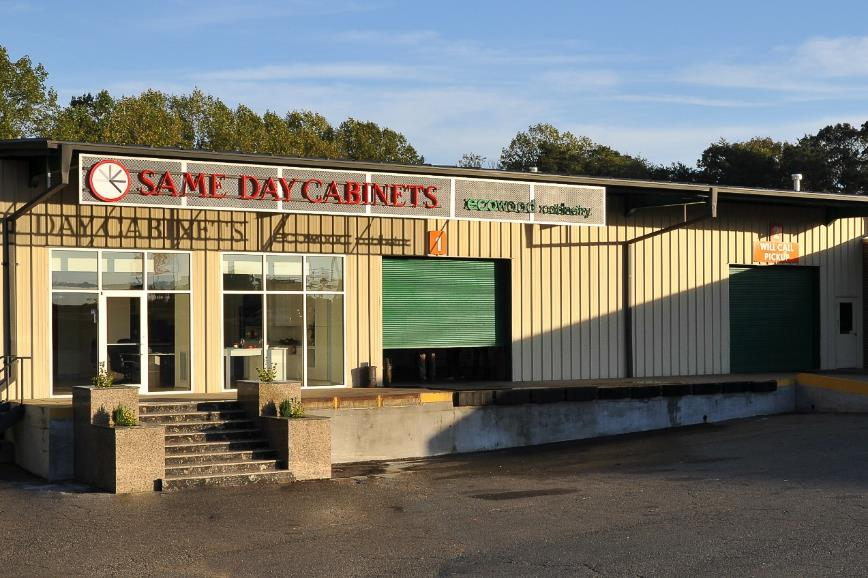 SAME DAY CABINETS
ecowood cabinetry
1
WILL CALL
PICKUP